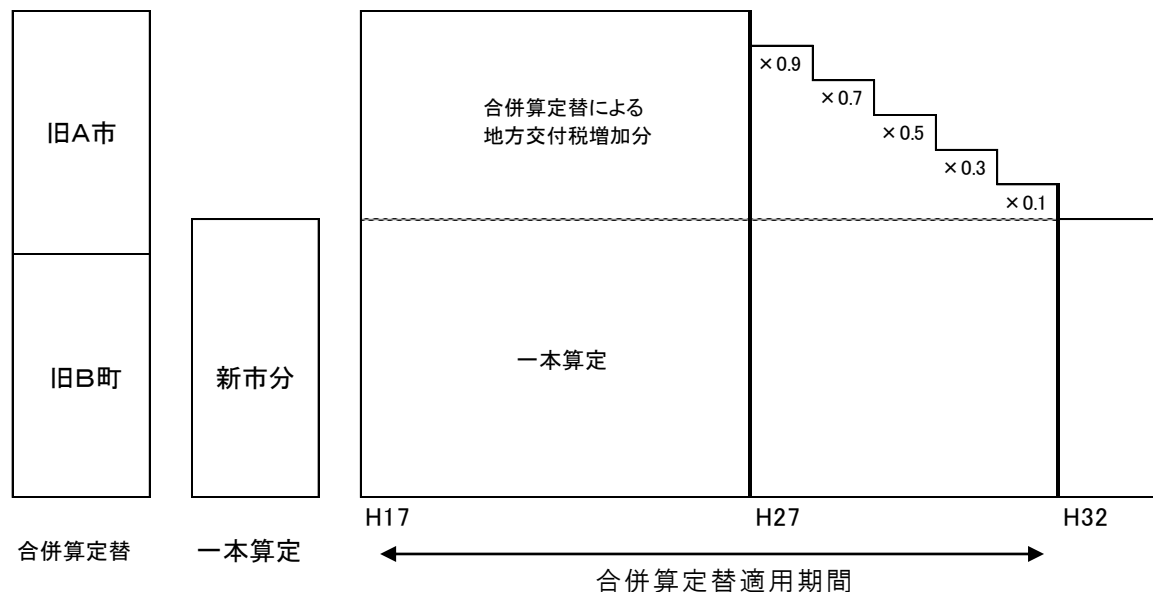 旧A市
旧B町
合併算定替
新市分
一本算定
合併算定替による
地方交付税増加分
一本算定
×0.9
×0.7
×0.5
×0.3
×0.1
H17
H27
H32
合併算定替適用期間